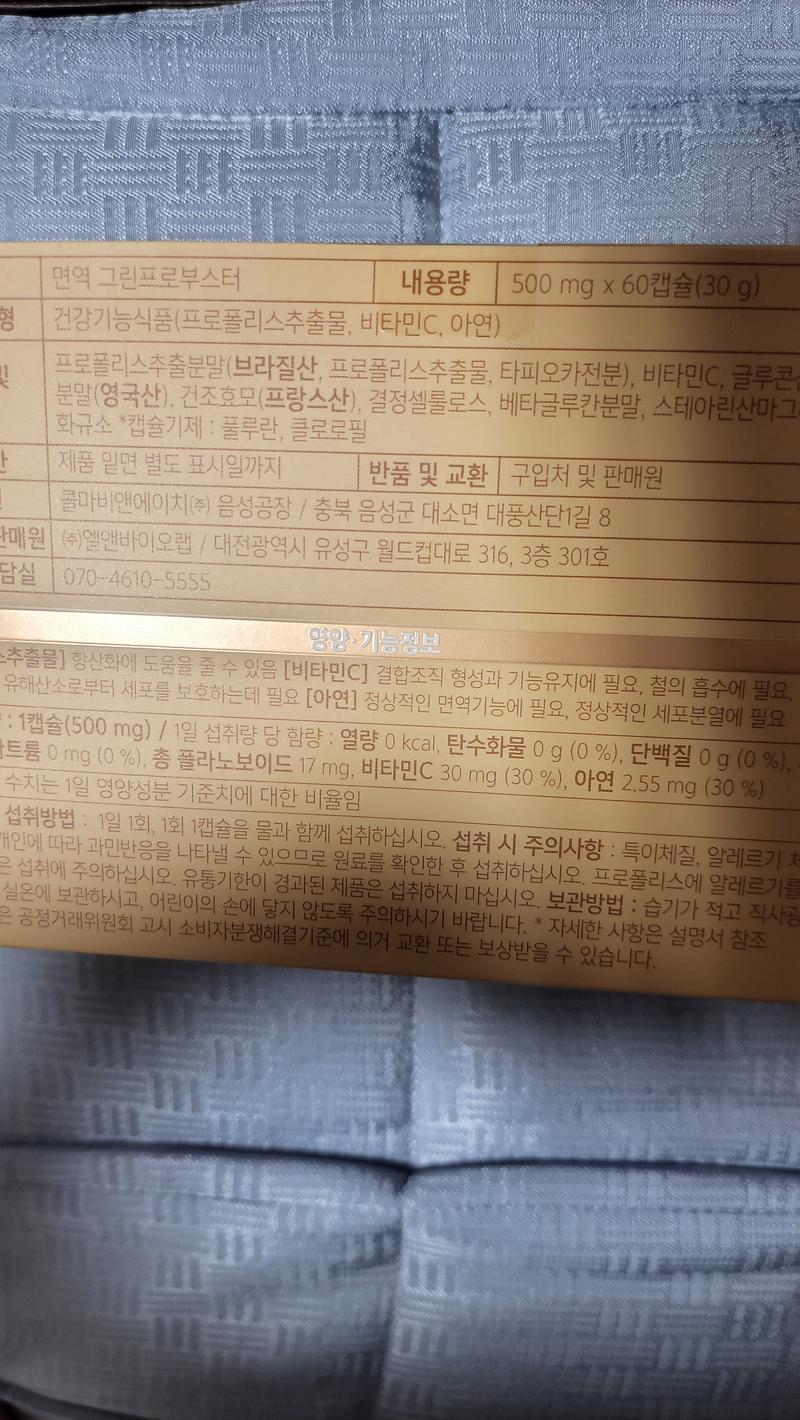 면역 그린프로부스터 내용량 500 mg x 60캡슐(30 g)
형 건강기능식품(프로폴리스추출물, 비타민C, 아연)
및 프로폴리스추출분말(브라질산, 프로폴리스추출물, 타피오카전분), 비타민C, 글루콘산
분말(영국산), 건조효모(프랑스산), 결정셀룰로스, 베타글루칸분말, 스테아린산마그
화규소 *캡슐기제 : 풀루란, 클로로필
한 제품 밑면 별도 표시일까지 반품 및 교환 구입처 및 판매원
원 콜마비앤에이치㈜ 음성공장 / 충북 음성군 대소면 대풍산단1길 8
판매원 ㈜엘앤바이오랩 / 대전광역시 유성구 월드컵대로 316, 3층 301호
담실 070-4610-5555
영양·기능정보
스추출물] 항산화에 도움을 줄 수 있음 [비타민C] 결합조직 형성과 기능유지에 필요, 철의 흡수에 필요,
유해산소로부터 세포를 보호하는데 필요 [아연] 정상적인 면역기능에 필요, 정상적인 세포분열에 필요
: 1캡슐(500 mg) / 1일 섭취량 당 함량 : 열량 0 kcal, 탄수화물 0 g (0 %), 단백질 0 g (0 %),
나트륨 0 mg (0 %), 총 플라노보이드 17 mg, 비타민C 30 mg (30 %), 아연 2.55 mg (30 %)
수치는 1일 영양성분 기준치에 대한 비율임
섭취방법 : 1일 1회, 1회 1캡슐을 물과 함께 섭취하십시오. 섭취 시 주의사항 : 특이체질, 알레르기 체
개인에 따라 과민반응을 나타낼 수 있으므로 원료를 확인한 후 섭취하십시오. 프로폴리스에 알레르기를
은 섭취에 주의하십시오. 유통기한이 경과된 제품은 섭취하지 마십시오. 보관방법 : 습기가 적고 직사광
실온에 보관하시고, 어린이의 손에 닿지 않도록 주의하시기 바랍니다. * 자세한 사항은 설명서 참조
은 공정거래위원회 고시 소비자분쟁해결기준에 의거 교환 또는 보상받을 수 있습니다.